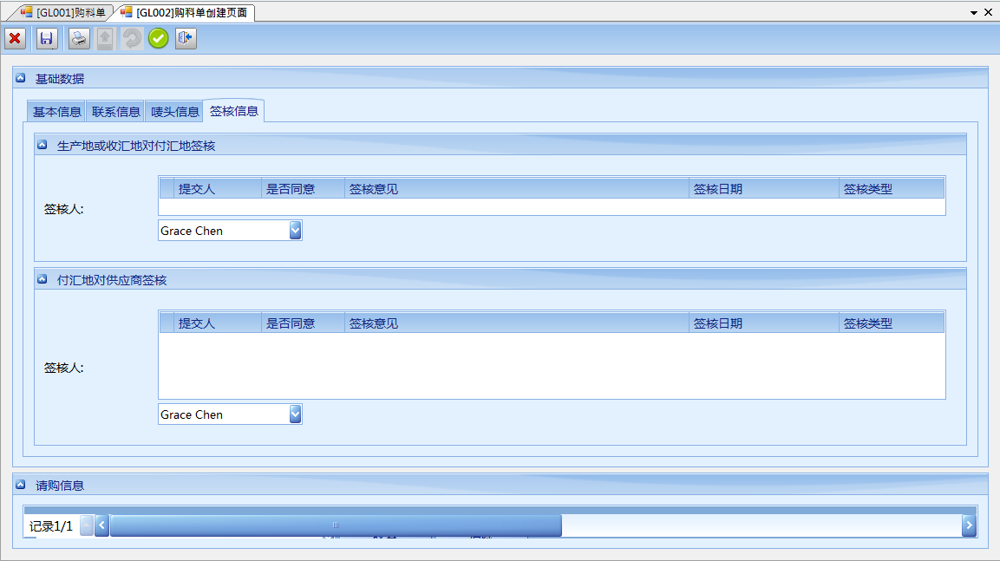 [GL001]购料单 [GL002]购料单创建页面
基础数据
基本信息 联系信息 唛头信息 签核信息
生产地或收汇地对付汇地签核
提交人 是否同意 签核意见 签核日期 签核类型
签核人:
Grace Chen
付汇地对供应商签核
提交人 是否同意 签核意见 签核日期 签核类型
签核人:
Grace Chen
请购信息
记录1/1